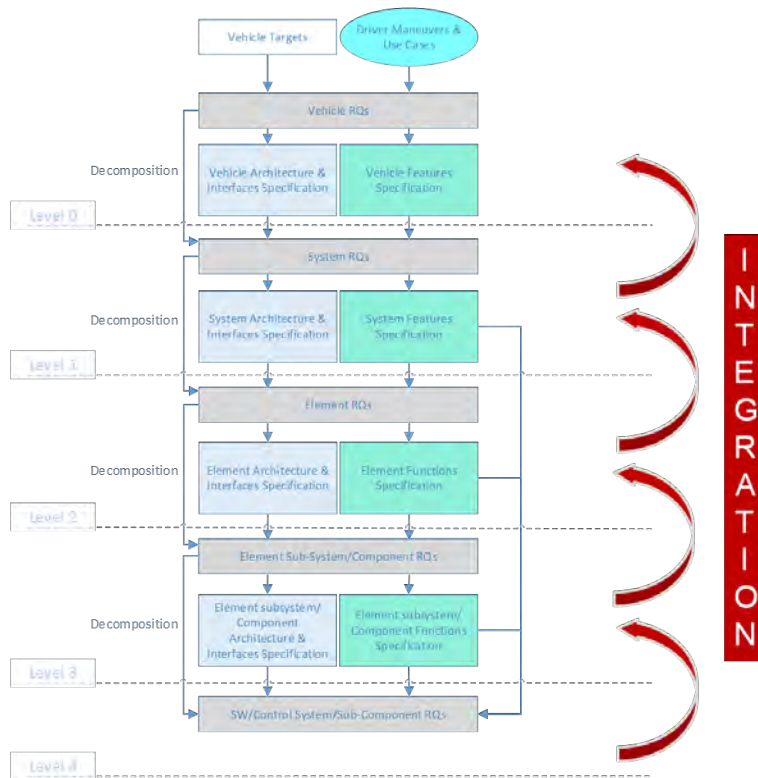 Vehicle Targets
Driver Maneuvers &
Use Cases
Vehicle RQs
Decomposition
Vehicle Architecture &
Interfaces Specification
Vehicle Features
Specification
Level 0
System RQs
Decomposition
System Architecture &
Interfaces Specification
System Features
Specification
Level 1
Element RQs
Decomposition
Element Architecture &
Interfaces Specification
Element Functions
Specification
Level 2
Element Sub-System/Component RQs
Decomposition
Element subsystem/
Component
Architecture &
Interfaces Specification
Element subsystem/
Component Functions
Specification
Level 3
SW/Control System/Sub-Component RQs
Level 4
INTEGRATION